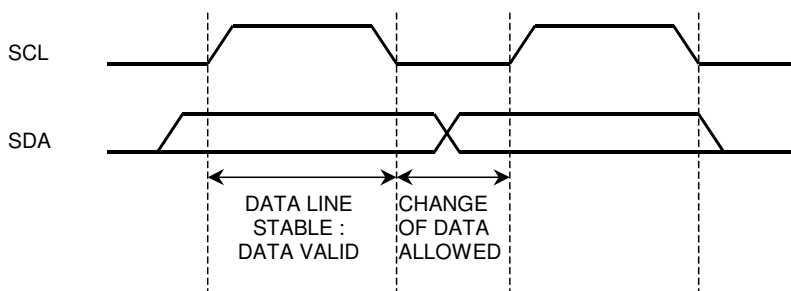 SCL
SDA
DATA LINE
STABLE :
DATA VALID
CHANGE
OF DATA
ALLOWED